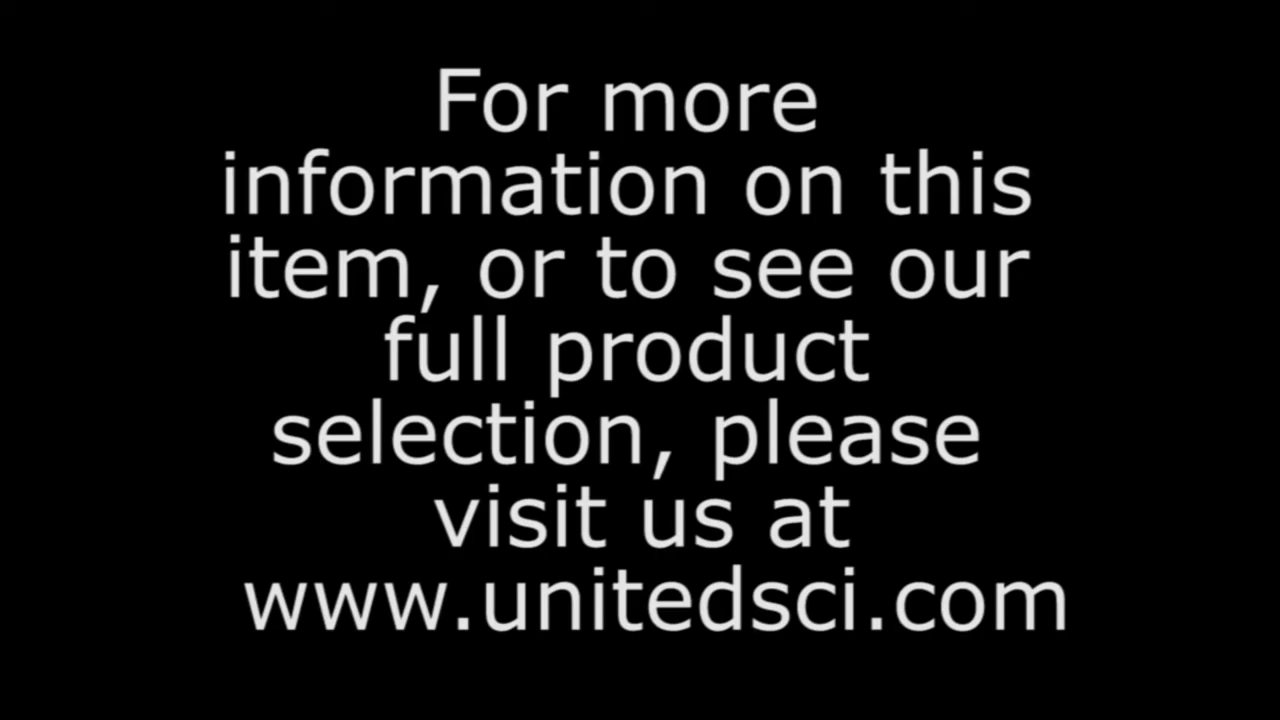 For more
information on this
item, or to see our
full product
selection, please
visit us at
www.unitedsci.com